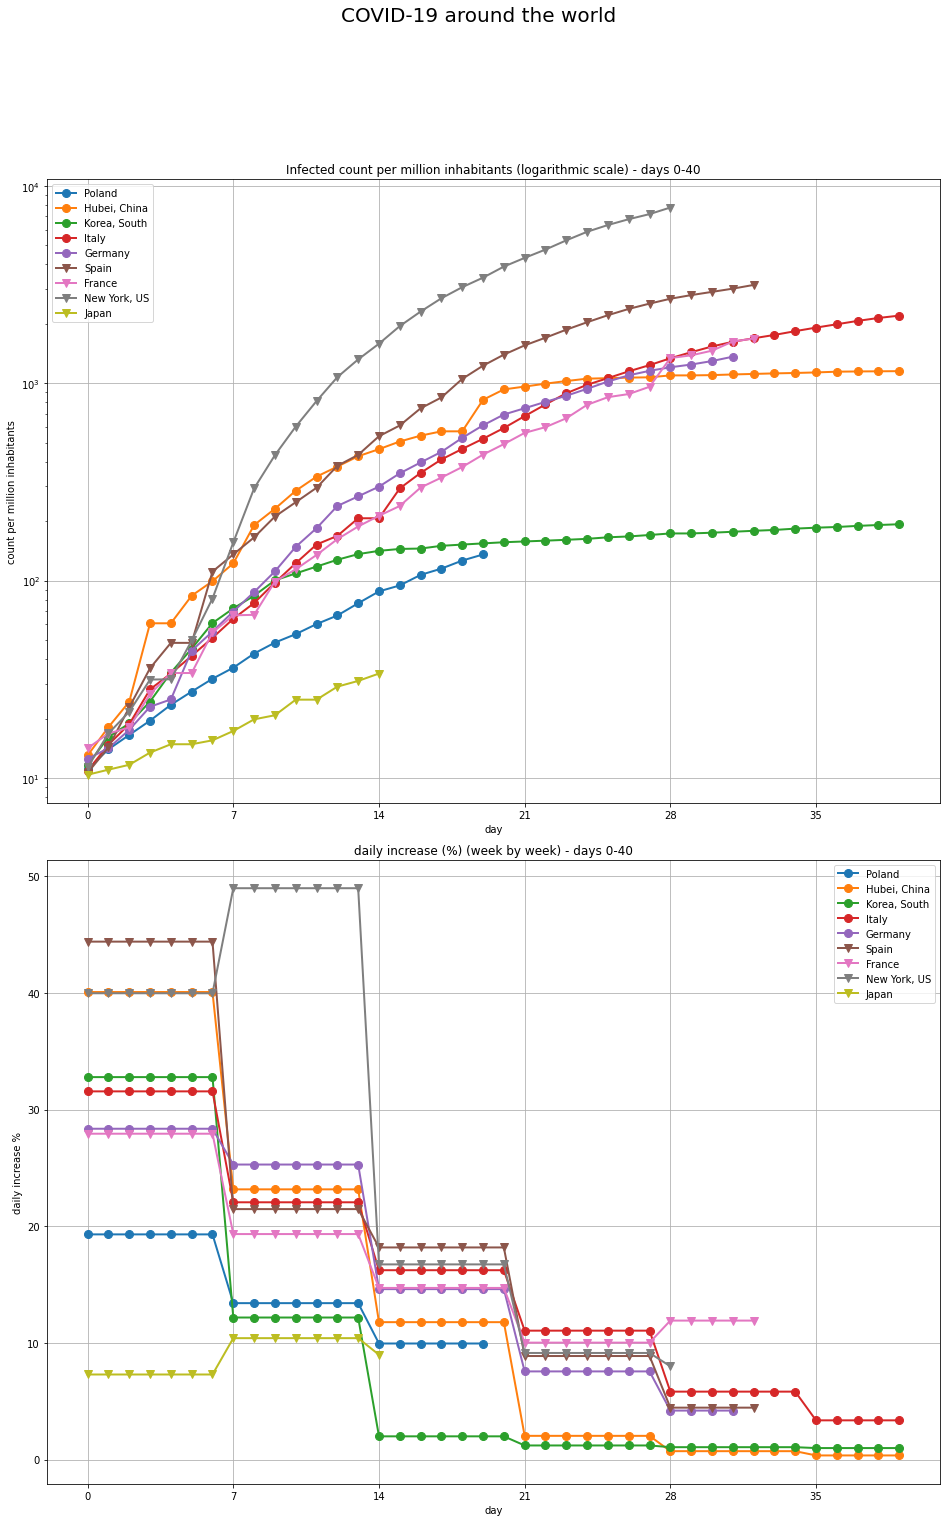 COVID-19 around the world
Infected count per million inhabitants (logarithmic scale) - days 0-40
10⁴
10³
10²
10¹
count per million inhabitants
Poland
Hubei, China
Korea, South
Italy
Germany
Spain
France
New York, US
Japan
0 7 14 21 28 35
day
daily increase (%) (week by week) - days 0-40
50
40
30
20
10
0
daily increase %
Poland
Hubei, China
Korea, South
Italy
Germany
Spain
France
New York, US
Japan
0 7 14 21 28 35
day